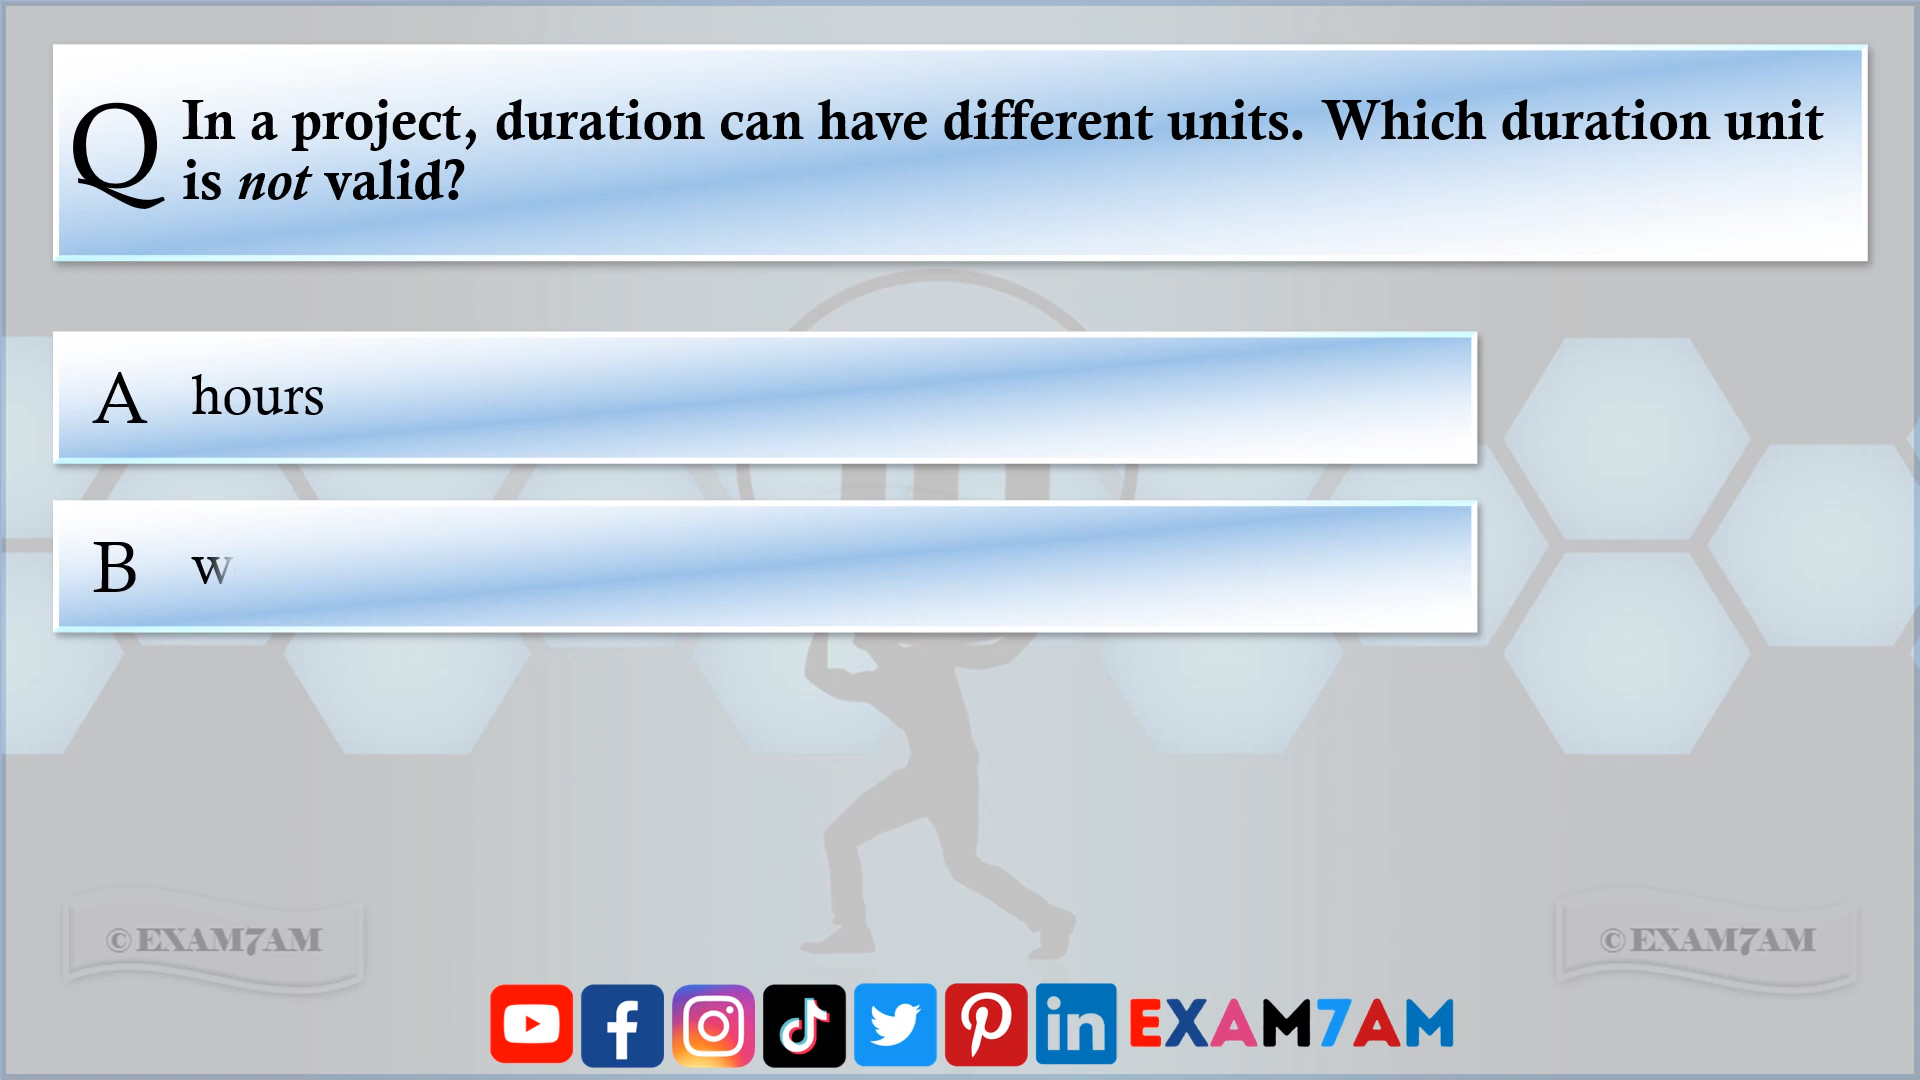 Q In a project, duration can have different units. Which duration unit
is not valid?
A hours
B w
© EXAM7AM
© EXAM7AM
EXAM7AM